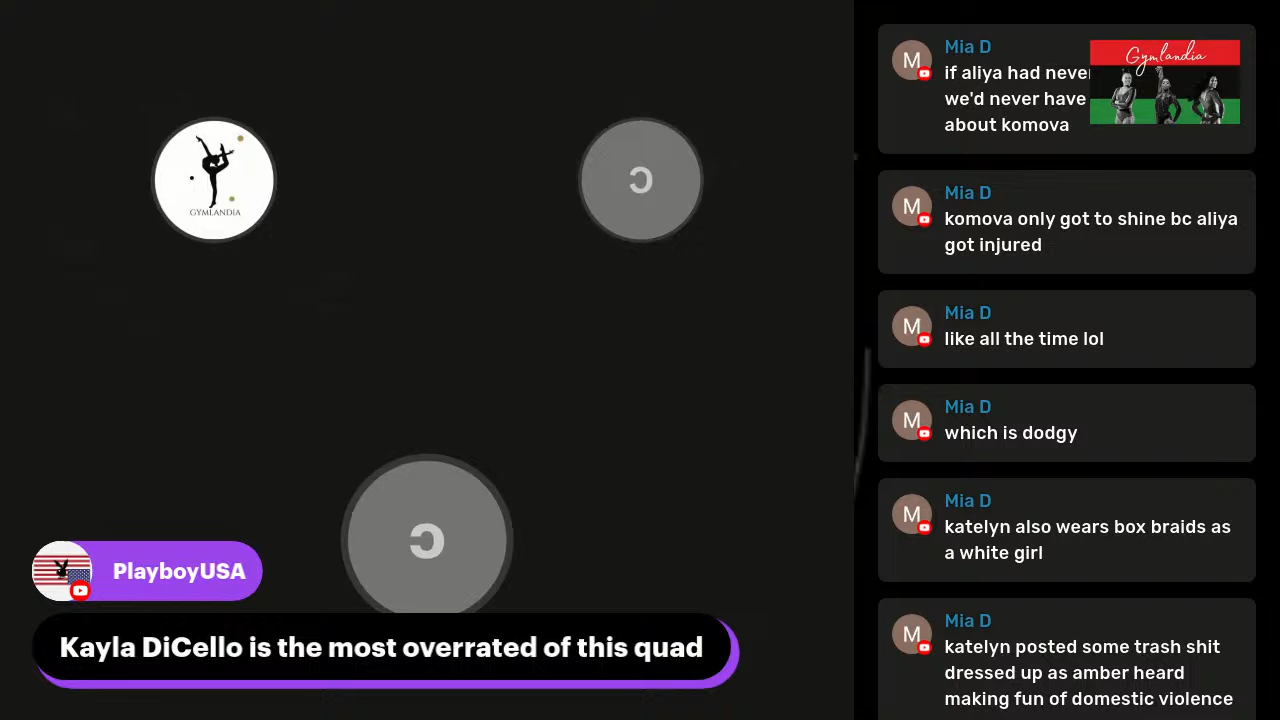 GYMLANDIA
ɔ
ɔ
PlayboyUSA
Kayla DiCello is the most overrated of this quad
Gymlandia
M
Mia D
if aliya had never
we'd never have
about komova
M
Mia D
komova only got to shine bc aliya
got injured
M
Mia D
like all the time lol
M
Mia D
which is dodgy
M
Mia D
katelyn also wears box braids as
a white girl
M
Mia D
katelyn posted some trash shit
dressed up as amber heard
making fun of domestic violence